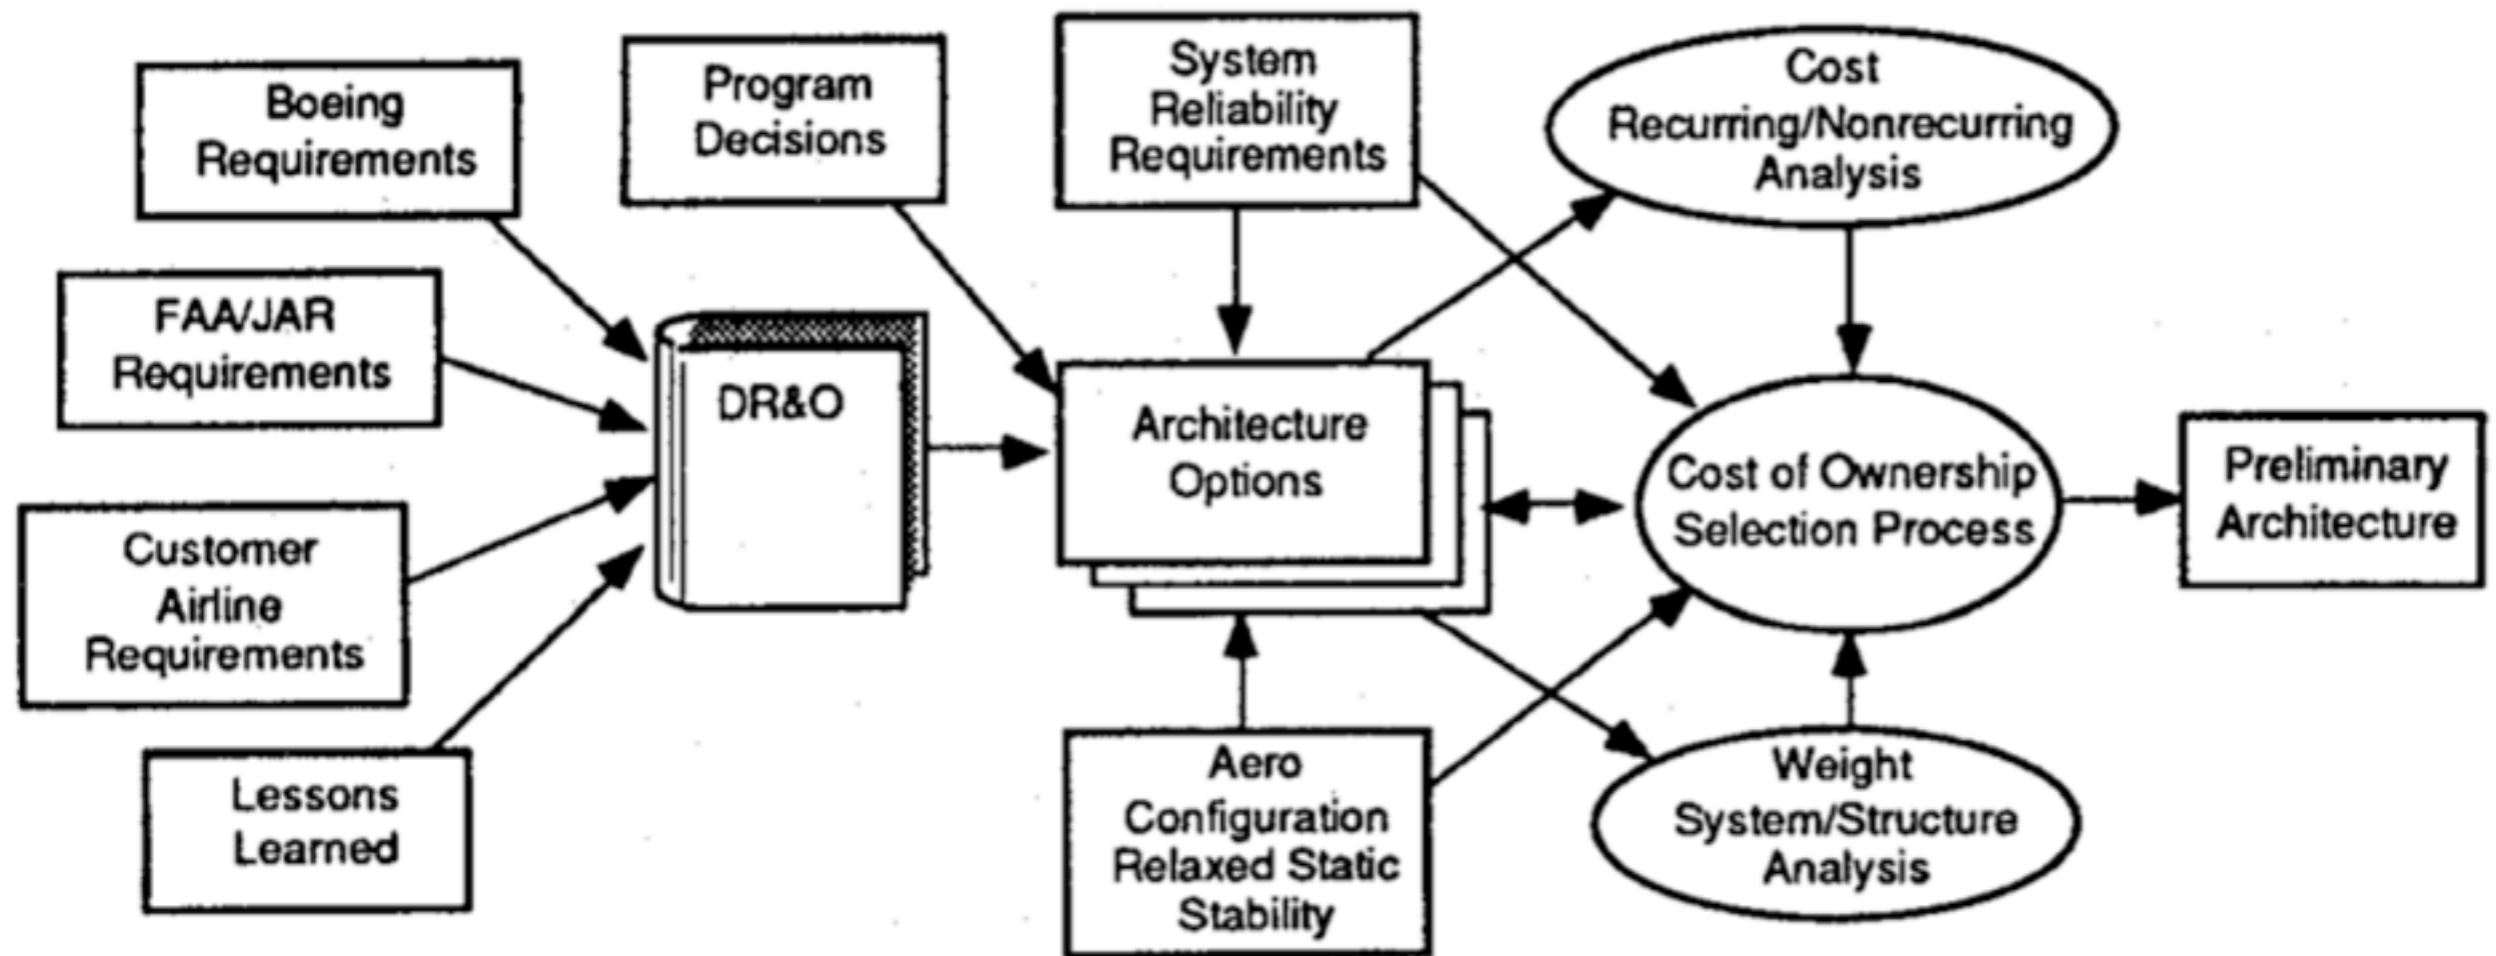 Boeing
Requirements
FAA/JAR
Requirements
Customer
Airline
Requirements
Lessons
Learned
Program
Decisions
DR&O
System
Reliability
Requirements
Architecture
Options
Aero
Configuration
Relaxed Static
Stability
Cost
Recurring/Nonrecurring
Analysis
Cost of Ownership
Selection Process
Weight
System/Structure
Analysis
Preliminary
Architecture